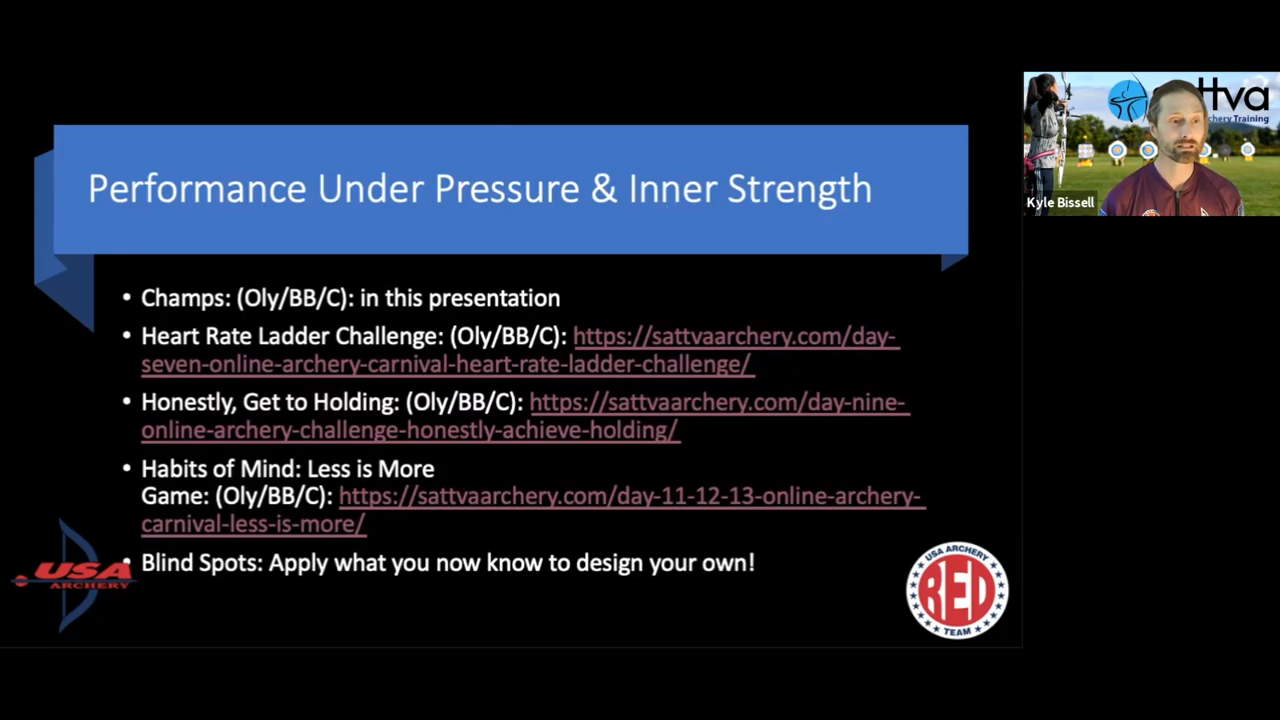 Performance Under Pressure & Inner Strength
• Champs: (Oly/BB/C): in this presentation
• Heart Rate Ladder Challenge: (Oly/BB/C): https://sattvaarchery.com/day-
seven-online-archery-carnival-heart-rate-ladder-challenge/
• Honestly, Get to Holding: (Oly/BB/C): https://sattvaarchery.com/day-nine-
online-archery-challenge-honestly-achieve-holding/
• Habits of Mind: Less is More
Game: (Oly/BB/C): https://sattvaarchery.com/day-11-12-13-online-archery-
carnival-less-is-more/
• Blind Spots: Apply what you now know to design your own!
USA
ARCHERY
USA ARCHERY
RED
TEAM
Training
Kyle Bissell